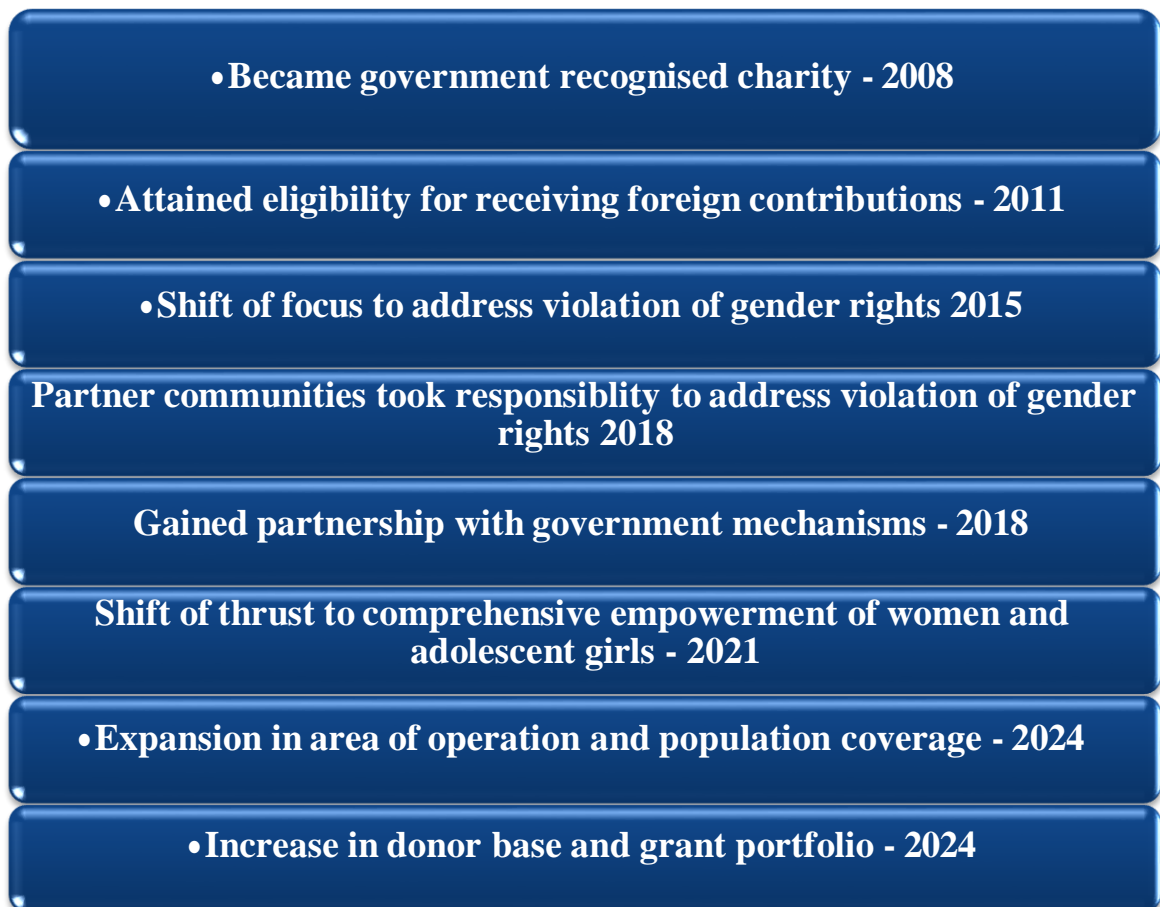 •Became government recognised charity - 2008
•Attained eligibility for receiving foreign contributions - 2011
•Shift of focus to address violation of gender rights 2015
Partner communities took responsiblity to address violation of gender
rights 2018
Gained partnership with government mechanisms - 2018
Shift of thrust to comprehensive empowerment of women and
adolescent girls - 2021
•Expansion in area of operation and population coverage - 2024
•Increase in donor base and grant portfolio - 2024